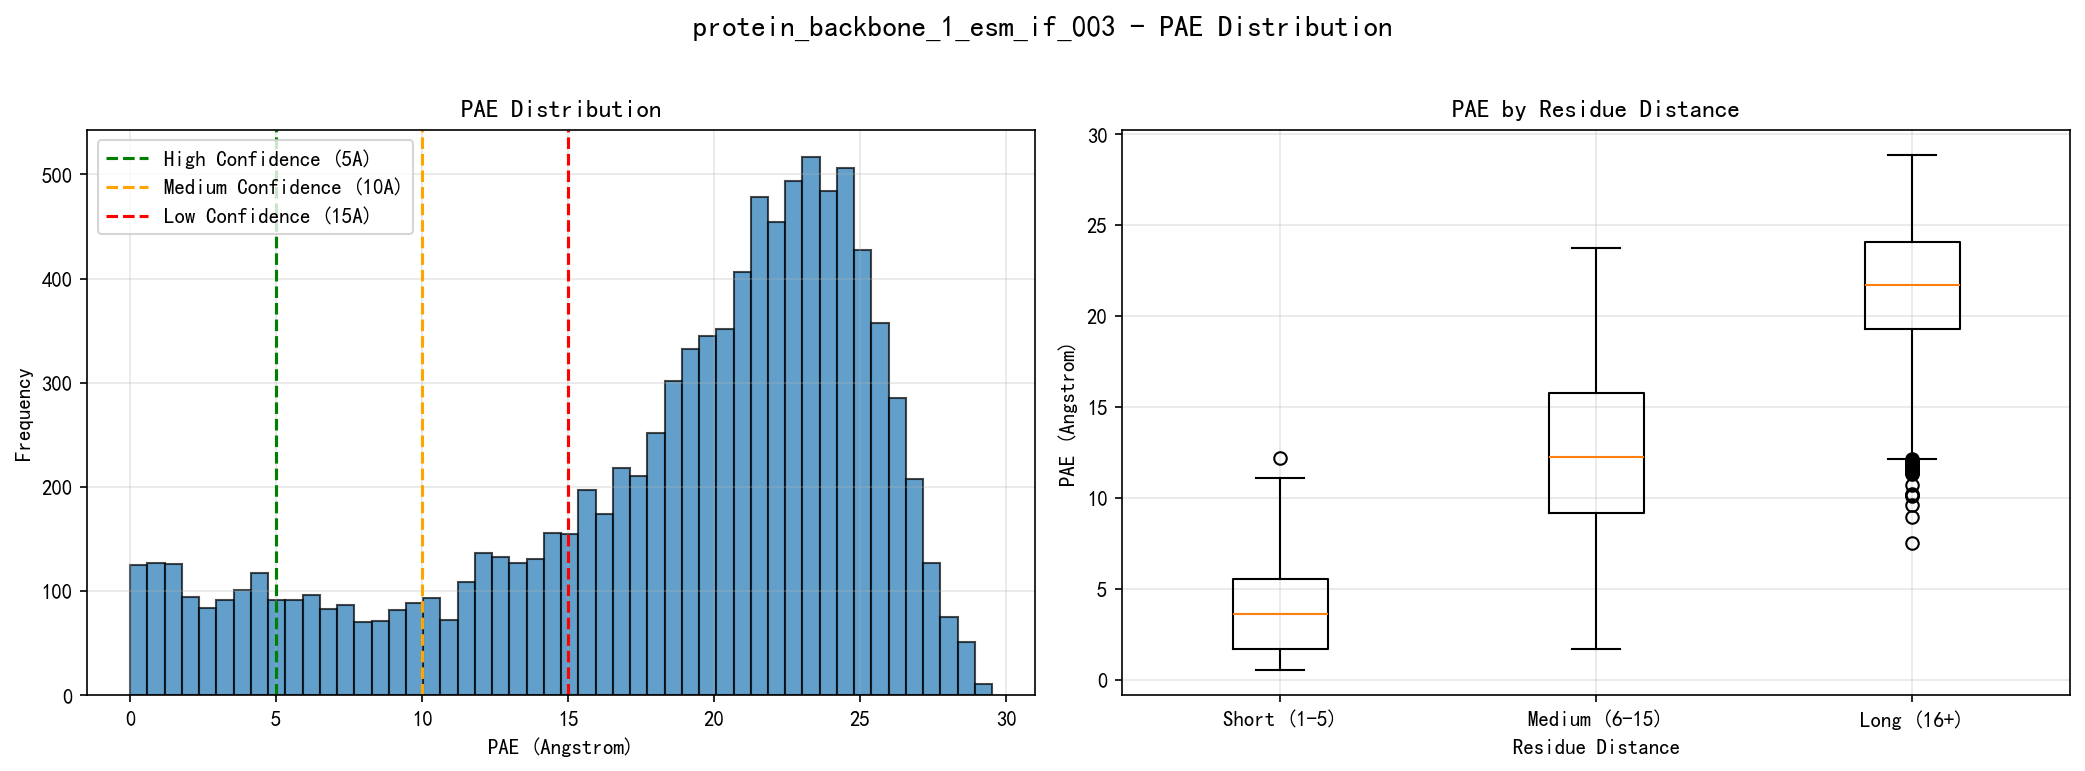 protein_backbone_1_esm_if_003 - PAE Distribution
PAE Distribution
High Confidence (5A)
Medium Confidence (10A)
Low Confidence (15A)
500
400
300
200
100
0
Frequency
0 5 10 15 20 25 30
PAE (Angstrom)
PAE by Residue Distance
30
25
20
15
10
5
0
PAE (Angstrom)
Short (1-5) Medium (6-15) Long (16+)
Residue Distance